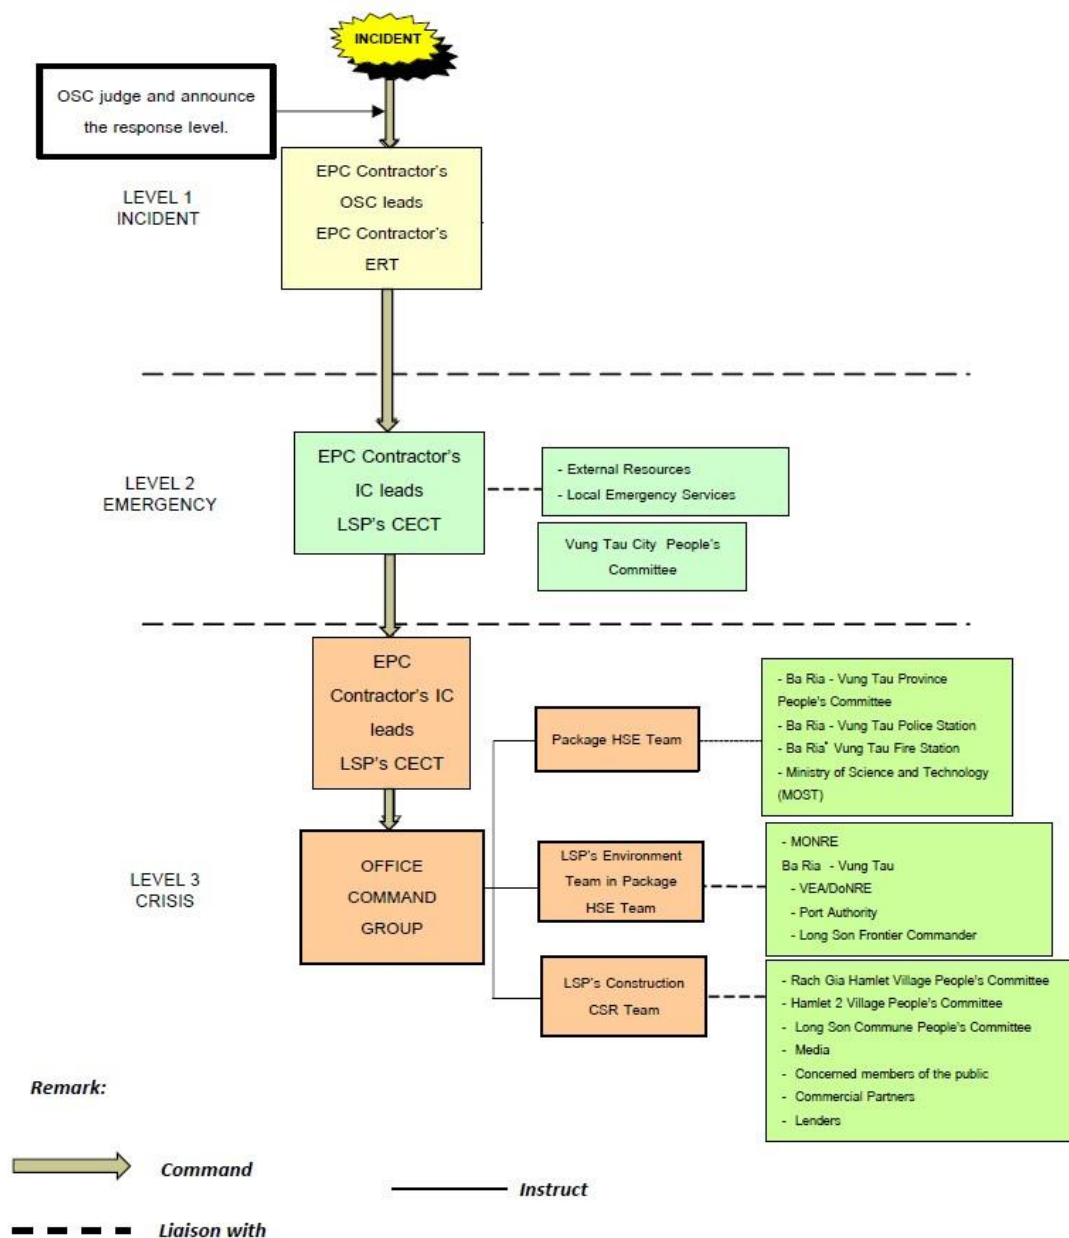 INCIDENT
OSC judge and announce
the response level.
LEVEL 1
INCIDENT
EPC Contractor's
OSC leads
EPC Contractor's
ERT
LEVEL 2
EMERGENCY
EPC Contractor's
IC leads
LSP's CECT
- External Resources
- Local Emergency Services
Vung Tau City People's
Committee
EPC
Contractor's IC
leads
LSP's CECT
Package HSE Team
- Ba Ria - Vung Tau Province
People's Committee
- Ba Ria - Vung Tau Police Station
- Ba Ria* Vung Tau Fire Station
- Ministry of Science and Technology
(MOST)
LEVEL 3
CRISIS
OFFICE
COMMAND
GROUP
LSP's Environment
Team in Package
HSE Team
- MONRE
Ba Ria - Vung Tau
- VEA/DoNRE
- Port Authority
- Long Son Frontier Commander
LSP's Construction
CSR Team
- Rach Gia Hamlet Village People's Committee
- Hamlet 2 Village People's Committee
- Long Son Commune People's Committee
- Media
- Concerned members of the public
- Commercial Partners
- Lenders
Remark:
Command
Instruct
Liaison with